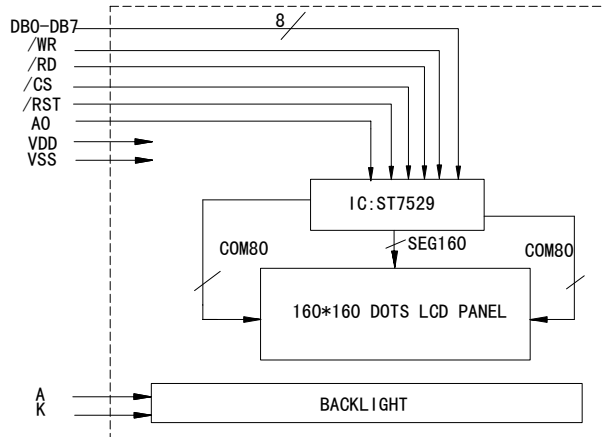 DB0-DB7
8
/WR
/RD
/CS
/RST
A0
VDD
VSS
IC:ST7529
COM80
SEG160
COM80
160*160 DOTS LCD PANEL
A
K
BACKLIGHT